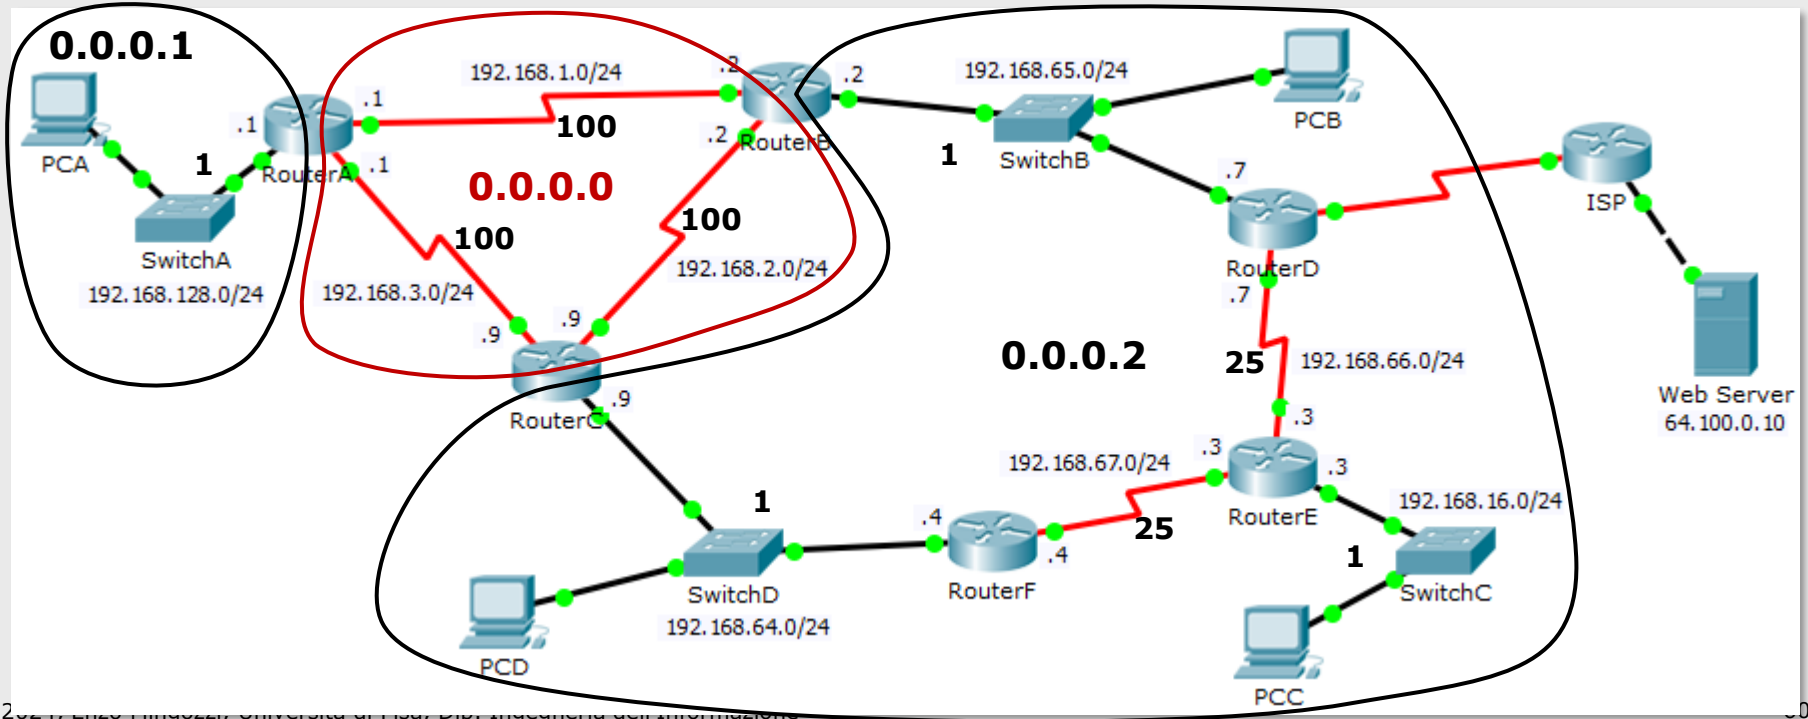 0.0.0.1
192.168.1.0/24
.2
.2
192.168.65.0/24
PCB
.1
100
.1
PCA
1
RouterA
.1
0.0.0.0
.2
RouterB
1
SwitchB
.7
ISP
SwitchA
192.168.128.0/24
100
100
192.168.2.0/24
192.168.3.0/24
RouterD
.7
.9
.9
0.0.0.2
25
192.168.66.0/24
Web Server
64.100.0.10
RouterC
.9
.3
192.168.67.0/24
.3
.3
RouterE
192.168.16.0/24
1
.4
25
.4
1
SwitchD
192.168.64.0/24
RouterF
SwitchC
PCD
PCC